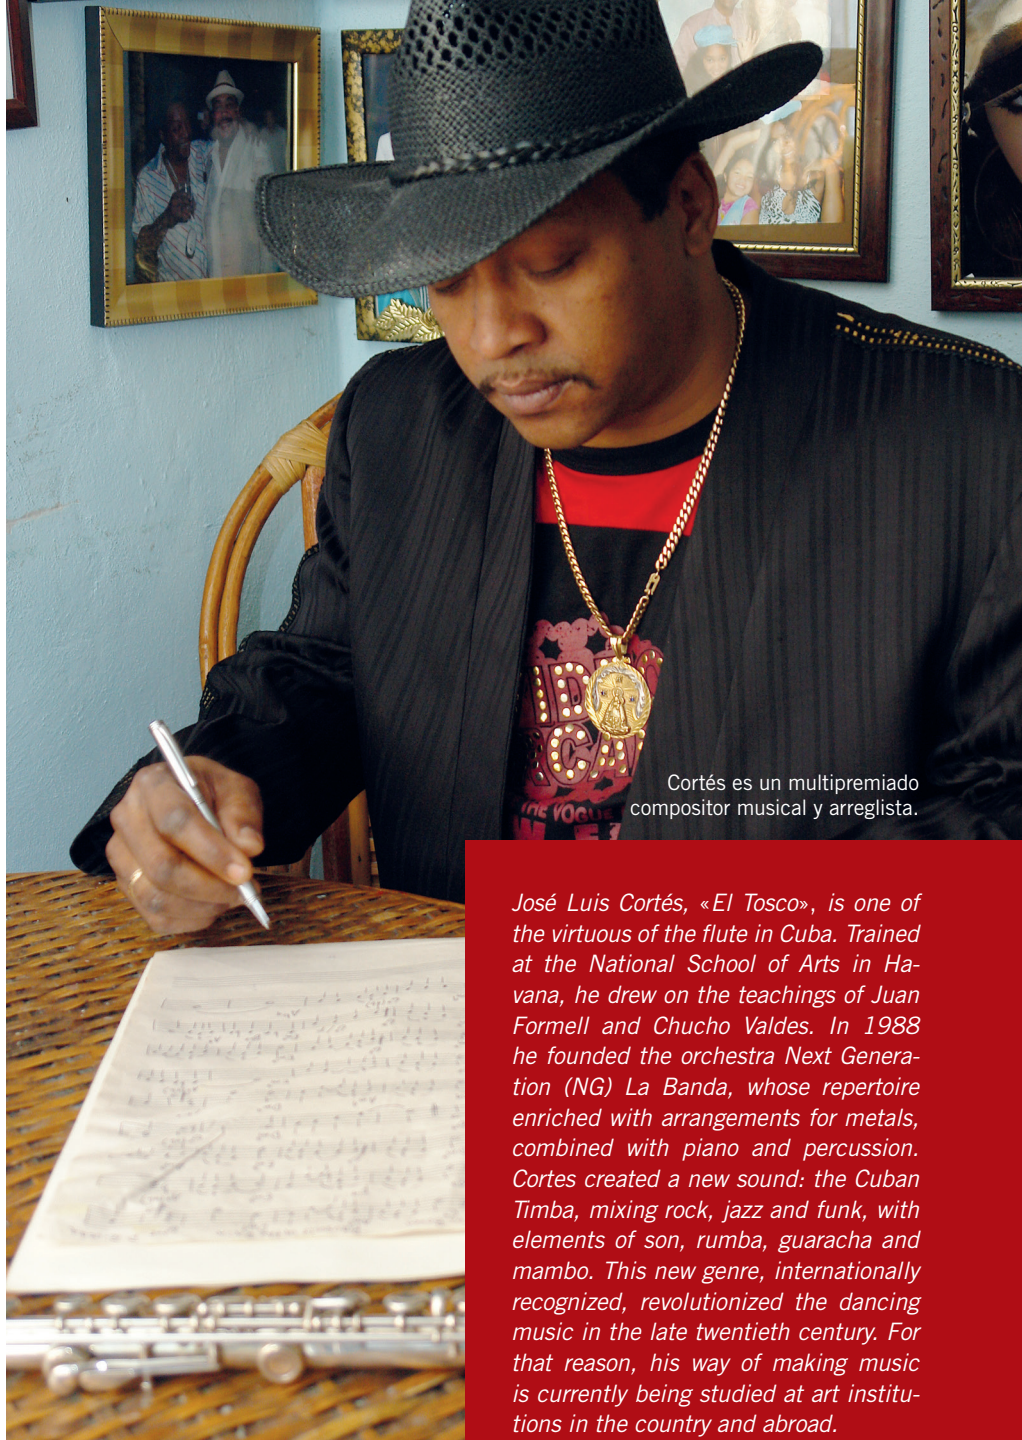 Cortés es un multipremiado
compositor musical y arreglista.
José Luis Cortés, «El Tosco», is one of
the virtuous of the flute in Cuba. Trained
at the National School of Arts in Ha-
vana, he drew on the teachings of Juan
Formell and Chucho Valdes. In 1988
he founded the orchestra Next Genera-
tion (NG) La Banda, whose repertoire
enriched with arrangements for metals,
combined with piano and percussion.
Cortes created a new sound: the Cuban
Timba, mixing rock, jazz and funk, with
elements of son, rumba, guaracha and
mambo. This new genre, internationally
recognized, revolutionized the dancing
music in the late twentieth century. For
that reason, his way of making music
is currently being studied at art institu-
tions in the country and abroad.